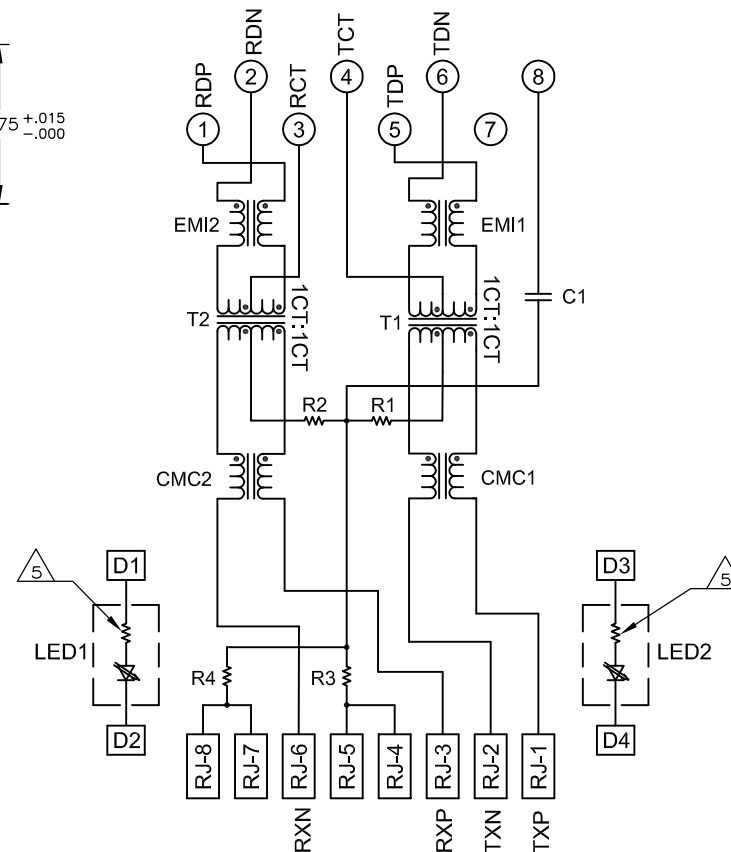 RDN
TCT
TDN
RDP
2
RCT
4
TDP
6
8
1
3
5
7
75 +.015
-.000
EMI2
EMI1
1CT:1CT
1CT:1CT
C1
T2
T1
R2
R1
CMC2
CMC1
5
D1
D3
5
LED1
LED2
R4
R3
D2
D4
RJ-8
RJ-7
RJ-6
RJ-5
RJ-4
RJ-3
RJ-2
RJ-1
RXN
RXP
TXN
TXP